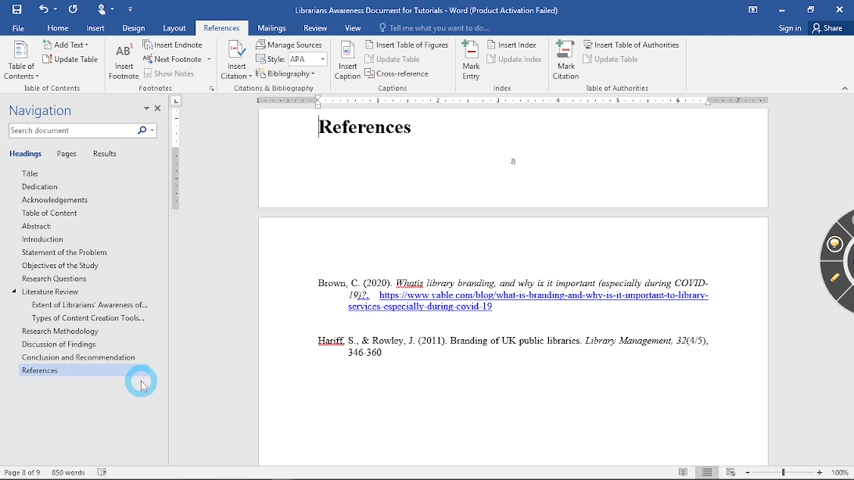 Librarians Awareness Document for Tutorials - Word (Product Activation Failed)
File Home Insert Design Layout References Mailings Review View Tell me what you want to do... Sign in Share
Table of Contents
Add Text
Update Table
Table of Contents
AB
Insert Footnote
Insert Endnote
Next Footnote
Show Notes
Footnotes
Insert Citation
Manage Sources
Style: APA
Bibliography
Citations & Bibliography
Insert Caption
Insert Table of Figures
Update Table
Cross-reference
Captions
Mark Entry
Insert Index
Update Index
Index
Mark Citation
Insert Table of Authorities
Update Table
Table of Authorities
Navigation
Search document
Headings Pages Results
Title:
Dedication
Acknowledgements
Table of Content
Abstract:
Introduction
Statement of the Problem
Objectives of the Study
Research Questions
Literature Review
Extent of Librarians' Awareness of...
Types of Content Creation Tools...
Research Methodology
Discussion of Findings
Conclusion and Recommendation
References
References
8
Brown, C. (2020). Whatis library branding, and why is it important (especially during COVID-
19)?. https://www.vable.com/blog/what-is-branding-and-why-is-it-important-to-library-
services-especially-during-covid-19
Hariff, S., & Rowley, J. (2011). Branding of UK public libraries. Library Management, 32(4/5),
346-360
Page 8 of 9 850 words 100%